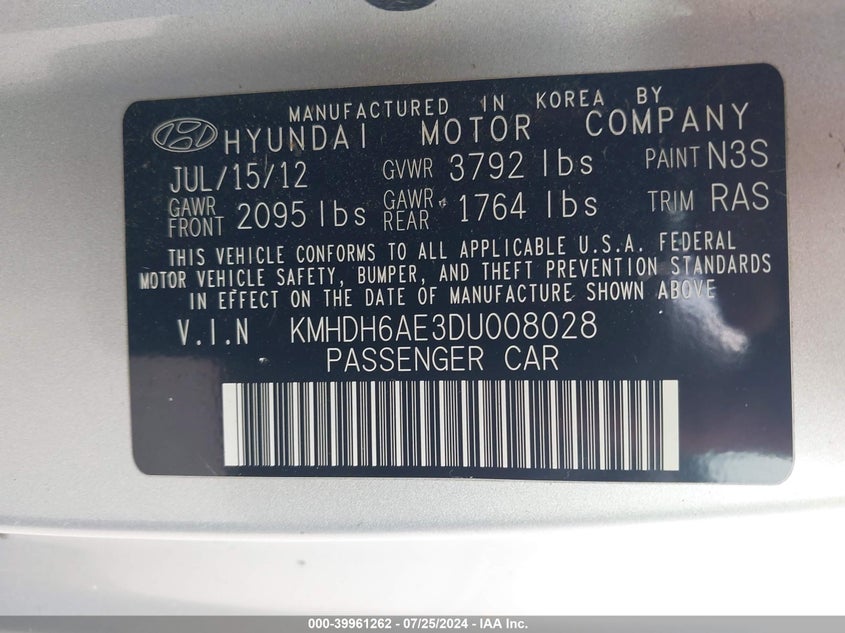 MANUFACTURED IN KOREA BY
HYUNDAI MOTOR COMPANY
JUL/15/12 GVWR 3792 lbs PAINT N3S
GAWR FRONT 2095 lbs GAWR REAR 1764 lbs TRIM RAS
THIS VEHICLE CONFORMS TO ALL APPLICABLE U.S.A. FEDERAL
MOTOR VEHICLE SAFETY, BUMPER, AND THEFT PREVENTION STANDARDS
IN EFFECT ON THE DATE OF MANUFACTURE SHOWN ABOVE
V.I.N KMHDH6AE3DU008028
PASSENGER CAR
000-39961262 - 07/25/2024 - IAA Inc.